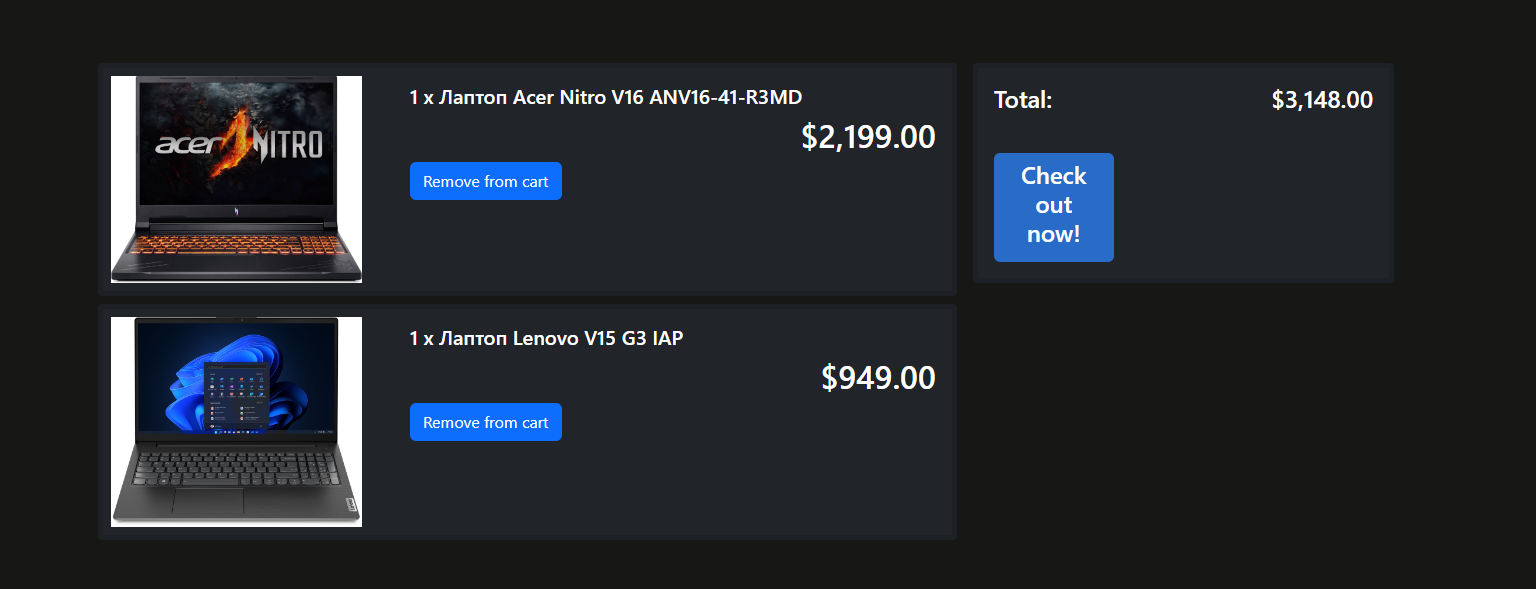 1 x Лаптоп Acer Nitro V16 ANV16-41-R3MD
$2,199.00
Remove from cart
acer NITRO
1 x Лаптоп Lenovo V15 G3 IAP
$949.00
Remove from cart
Total: $3,148.00
Check
out
now!